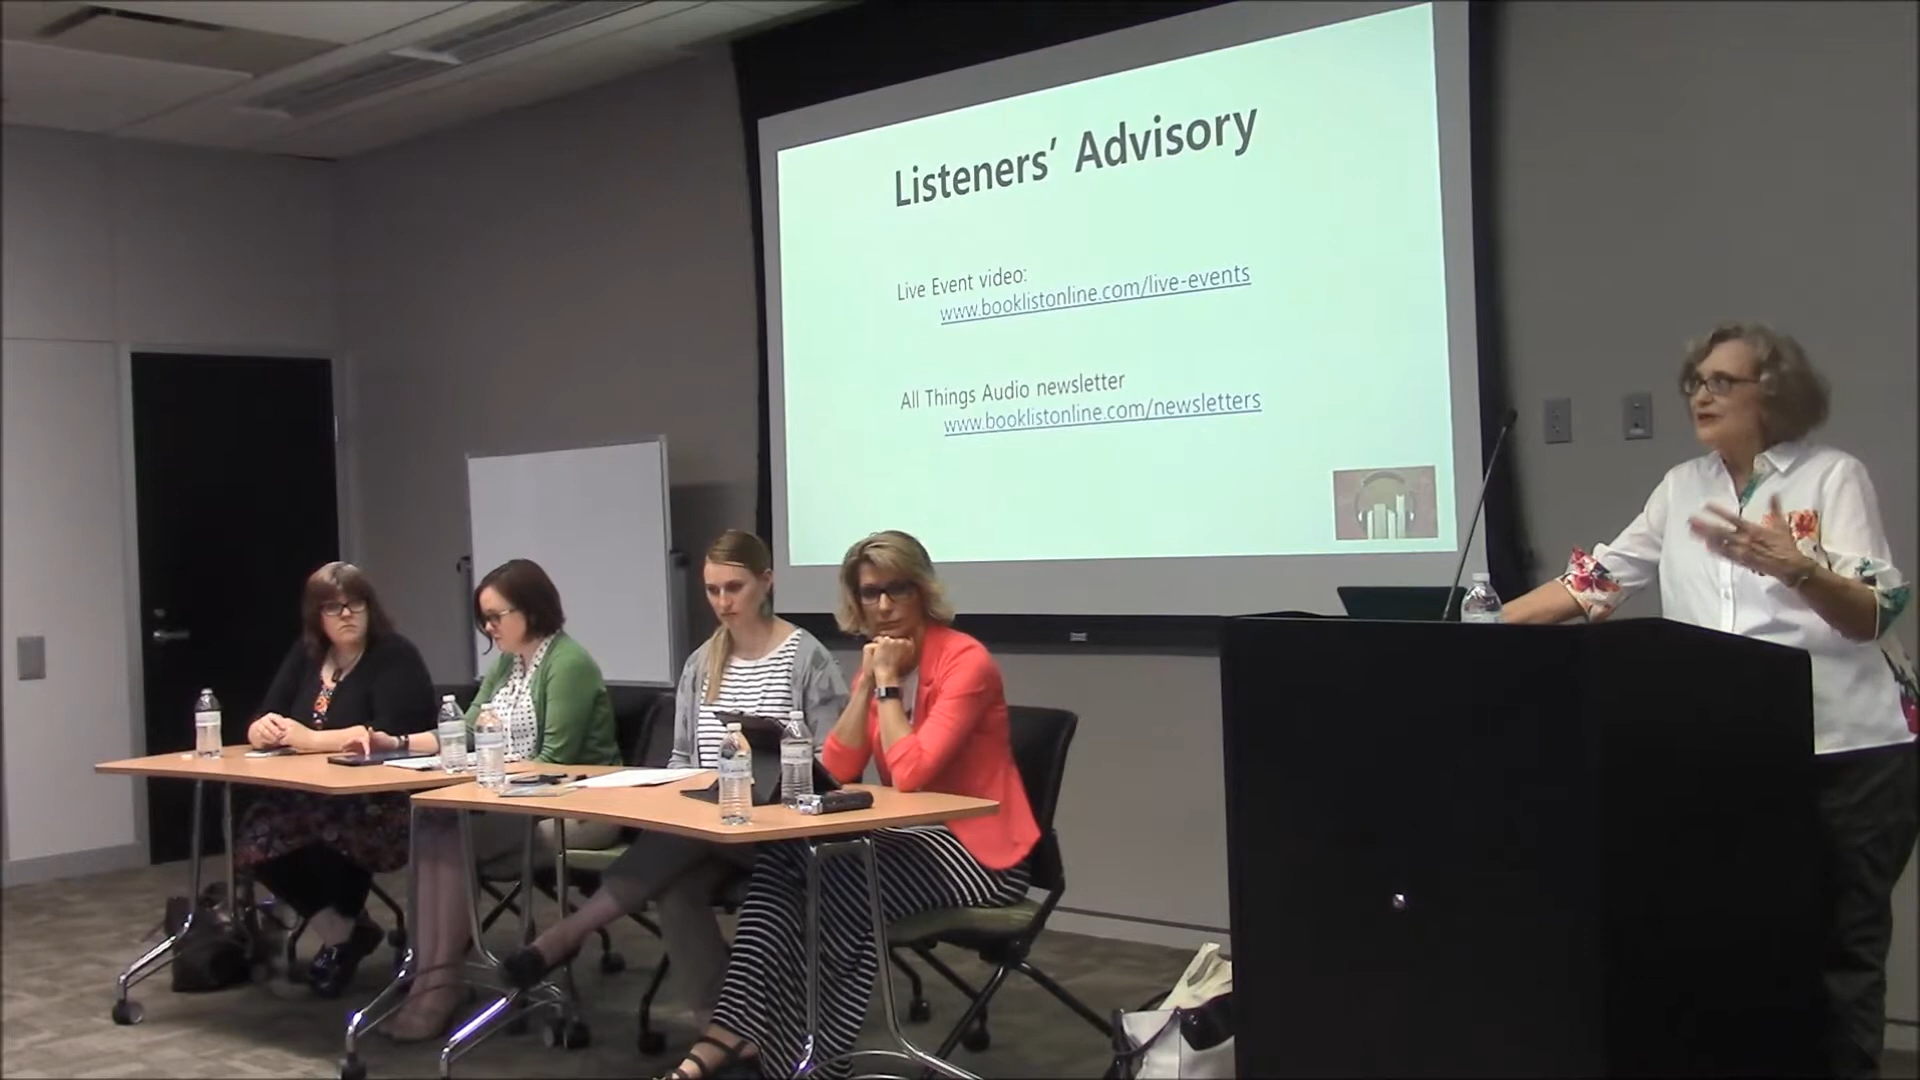 Listeners’ Advisory
Live Event video:
www.booklistonline.com/live-events
All Things Audio newsletter
www.booklistonline.com/newsletters